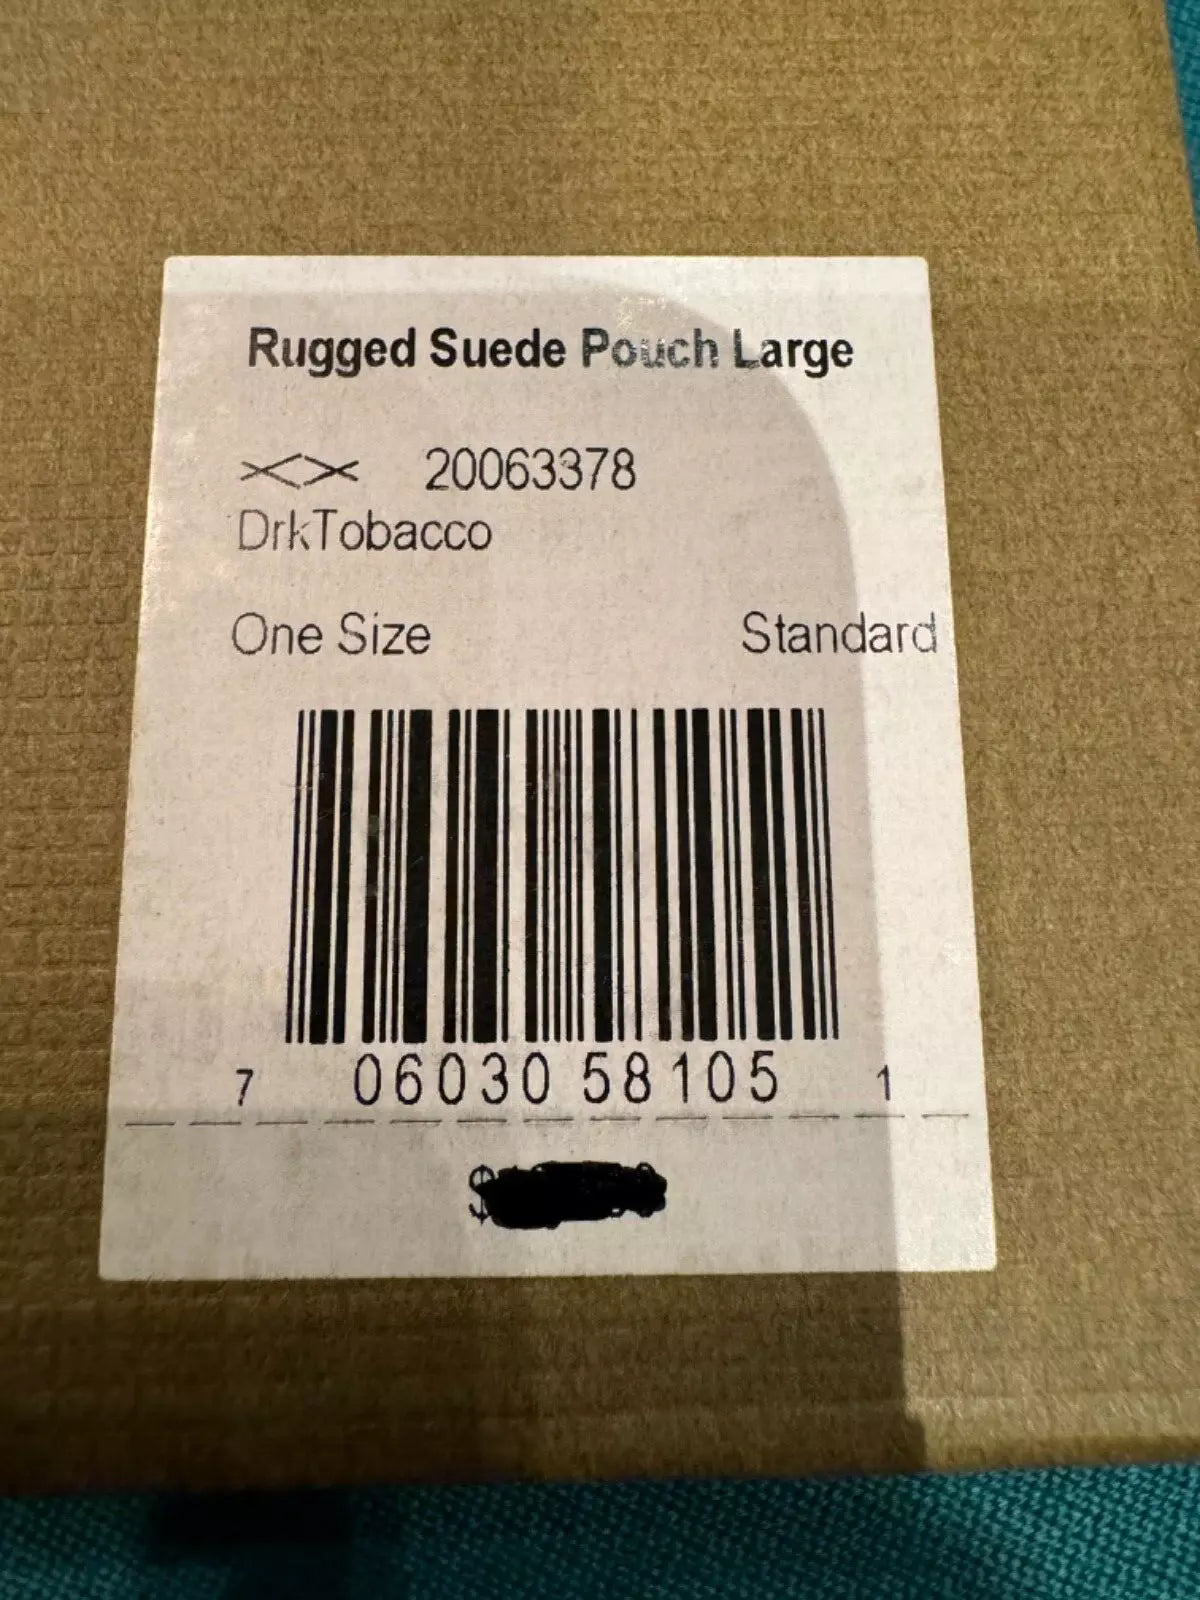 Rugged Suede Pouch Large
20063378
DrkTobacco
One Size Standard
7 06030 58105 1
$